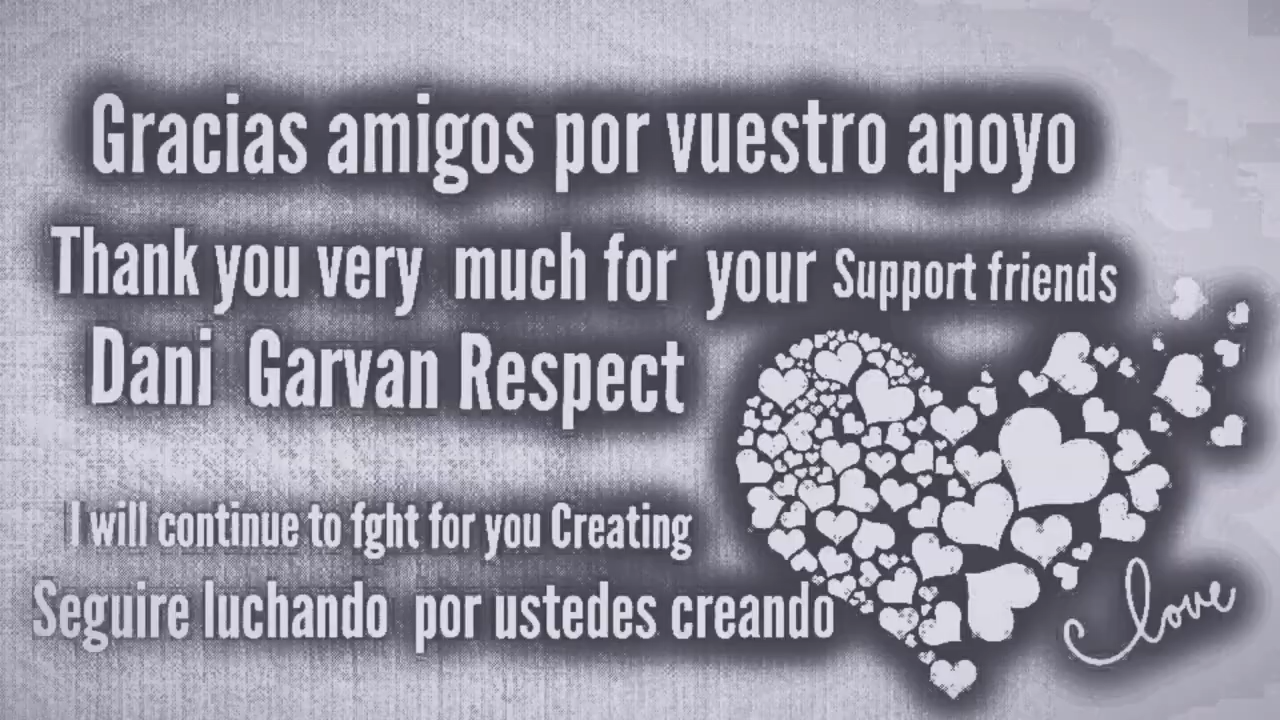 Gracias amigos por vuestro apoyo
Thank you very much for your Support friends
Dani Garvan Respect
I will continue to fght for you Creating
Seguire luchando por ustedes creando
love